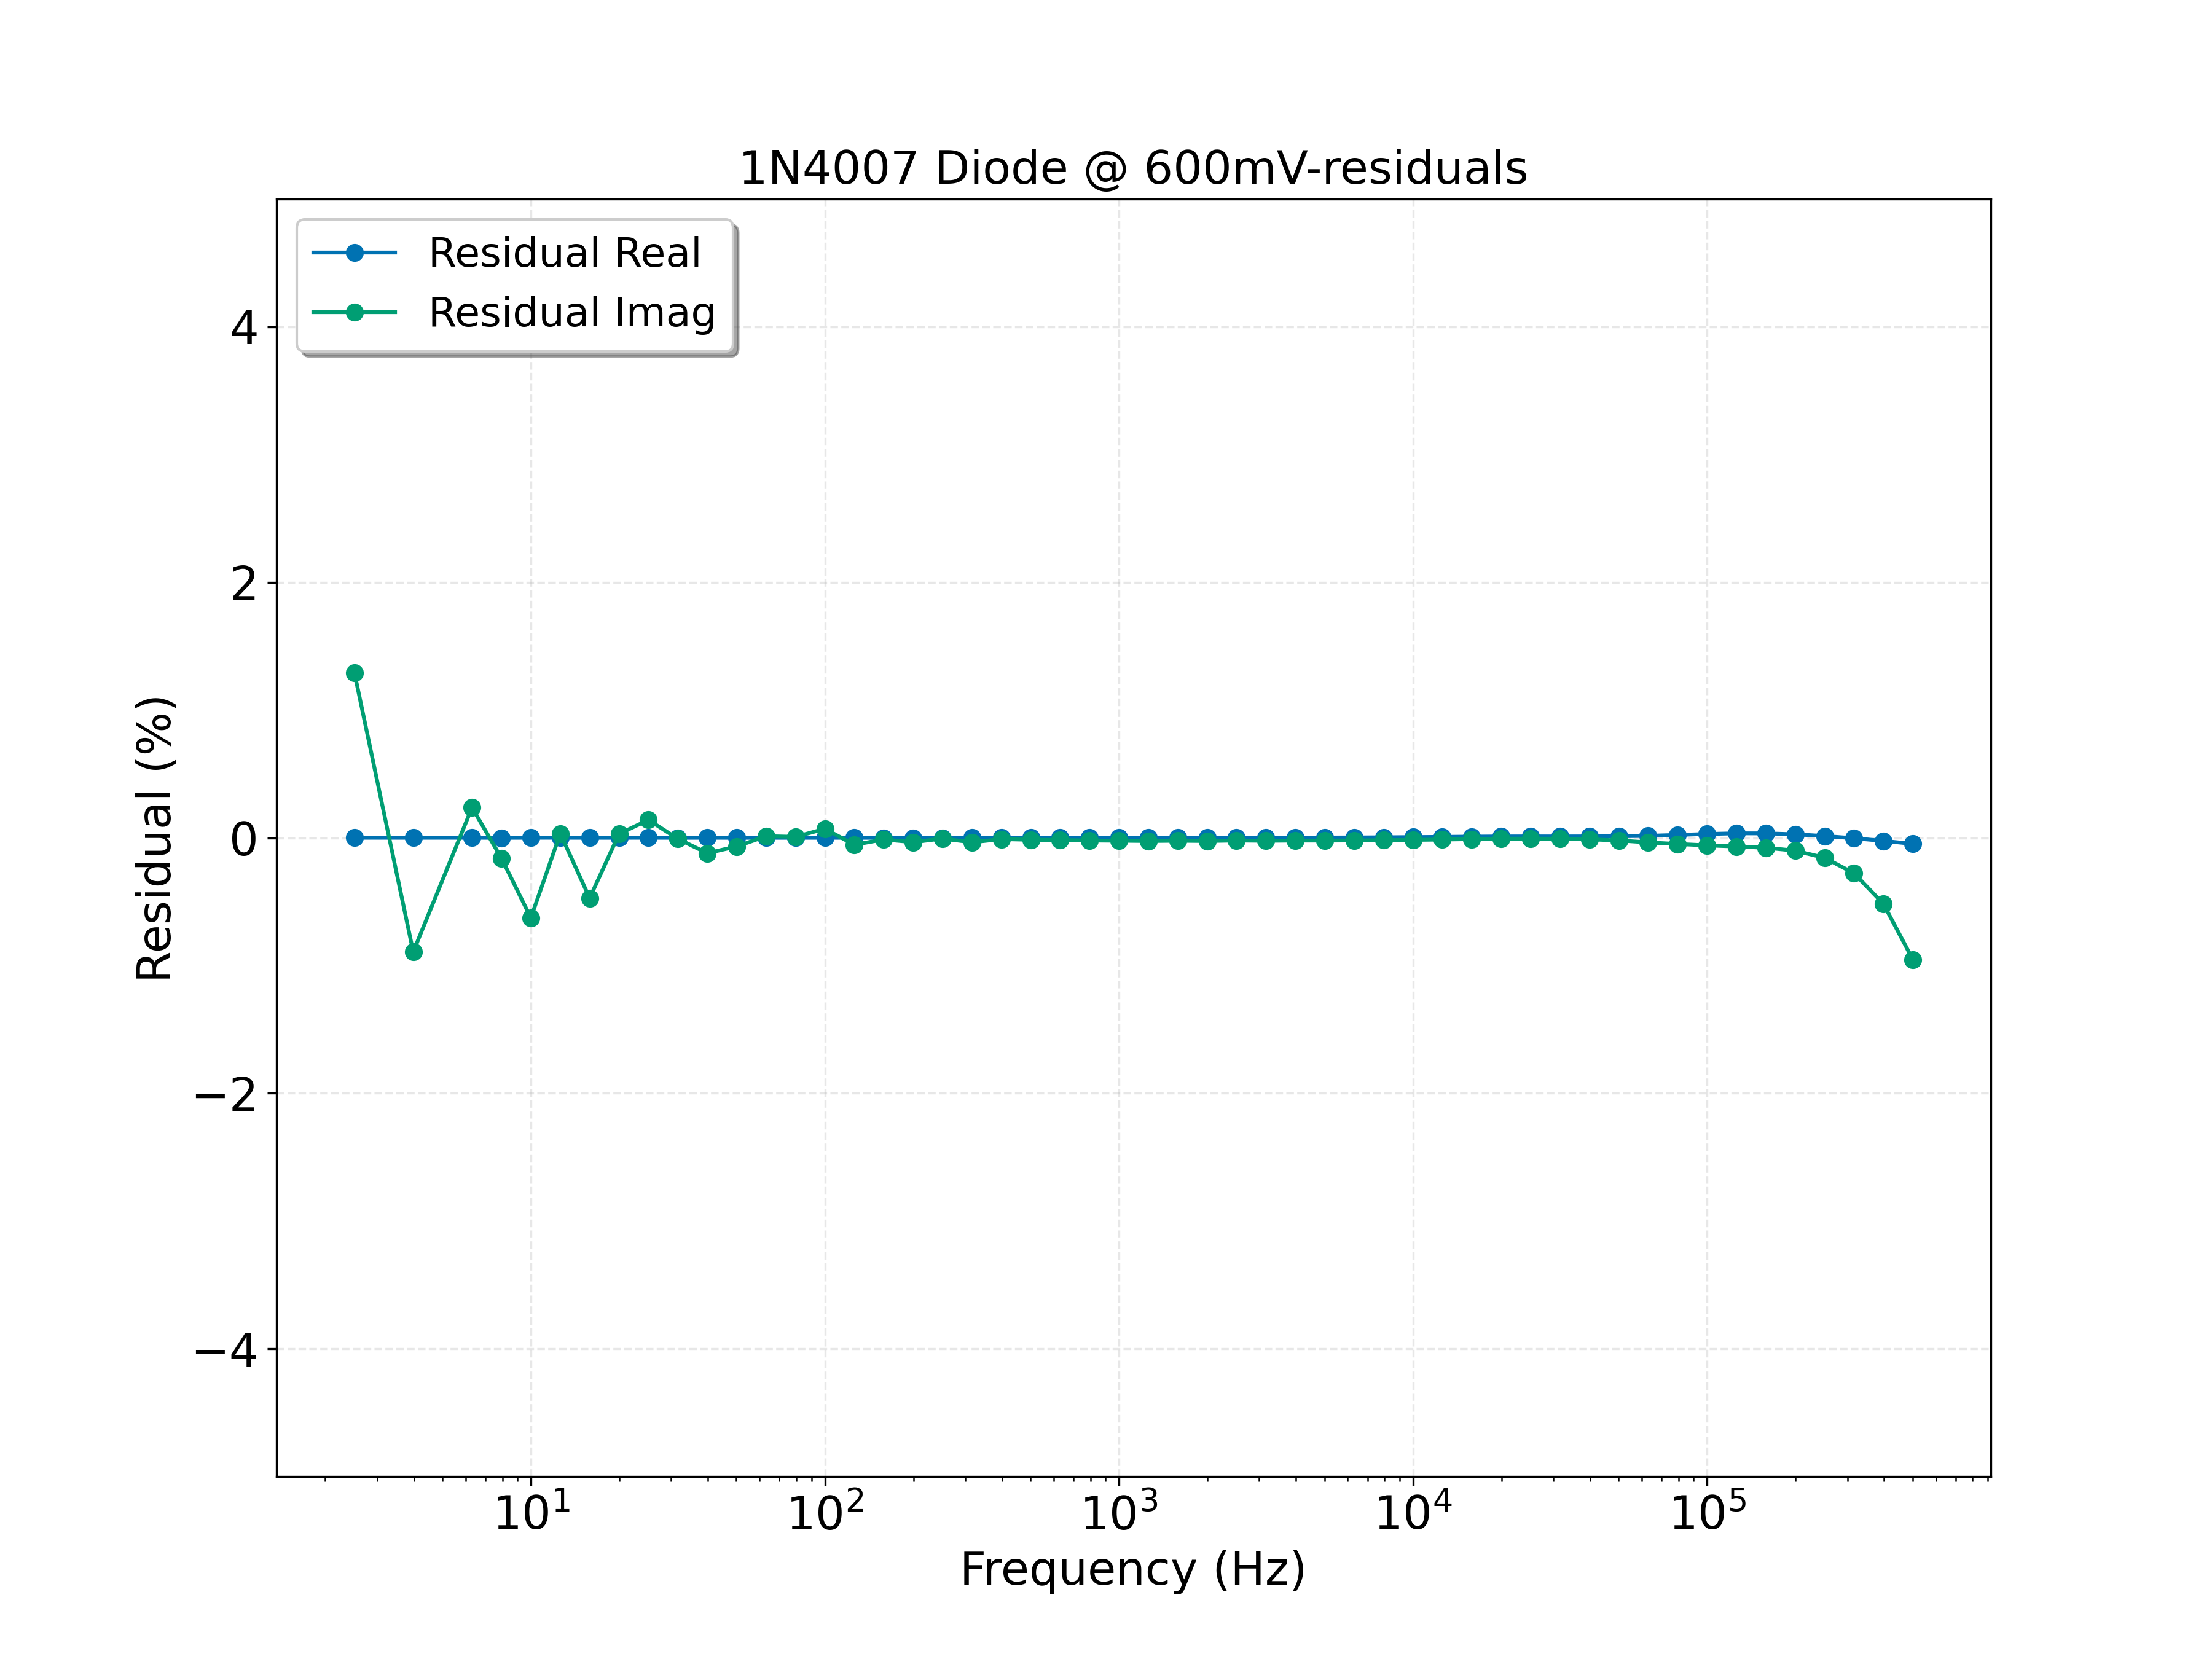 1N4007 Diode @ 600mV-residuals
Residual Real
Residual Imag
Residual (%)
4
2
0
−2
−4
10¹ 10² 10³ 10⁴ 10⁵
Frequency (Hz)